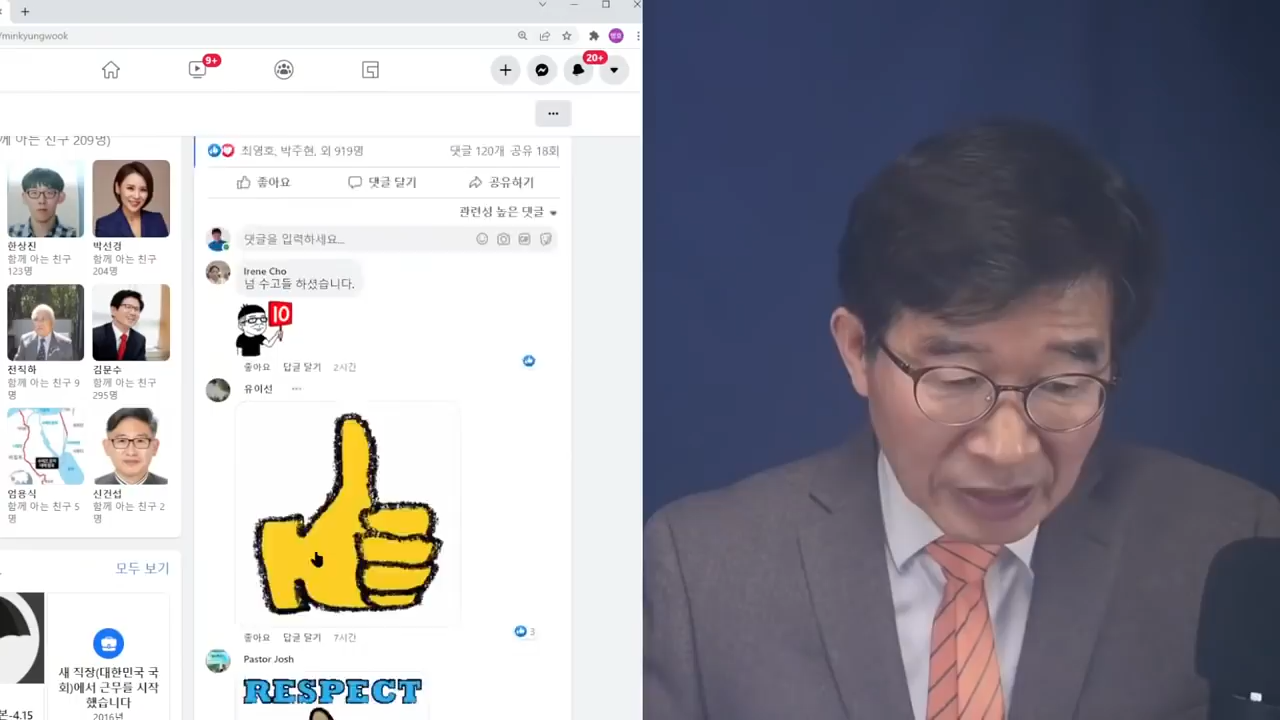 /minkyungwook
9+
20+
께 아는 친구 209명)
한상진
함께 아는 친구
123명
박선경
함께 아는 친구
204명
전직하
함께 아는 친구 9
명
김문수
함께 아는 친구
295명
엄용식
함께 아는 친구 5
명
신건섭
함께 아는 친구 2
명
모두 보기
새 직장(대한민국 국
회)에서 근무를 시작
했습니다
2016년
본-4.15
최영호, 박주현, 외 919명
댓글 120개 공유 18회
좋아요
댓글 달기
공유하기
관련성 높은 댓글
댓글을 입력하세요...
Irene Cho
넘 수고들 하셨습니다.
10
좋아요 답글 달기 2시간
유이선
좋아요 답글 달기 7시간
3
Pastor Josh
RESPECT